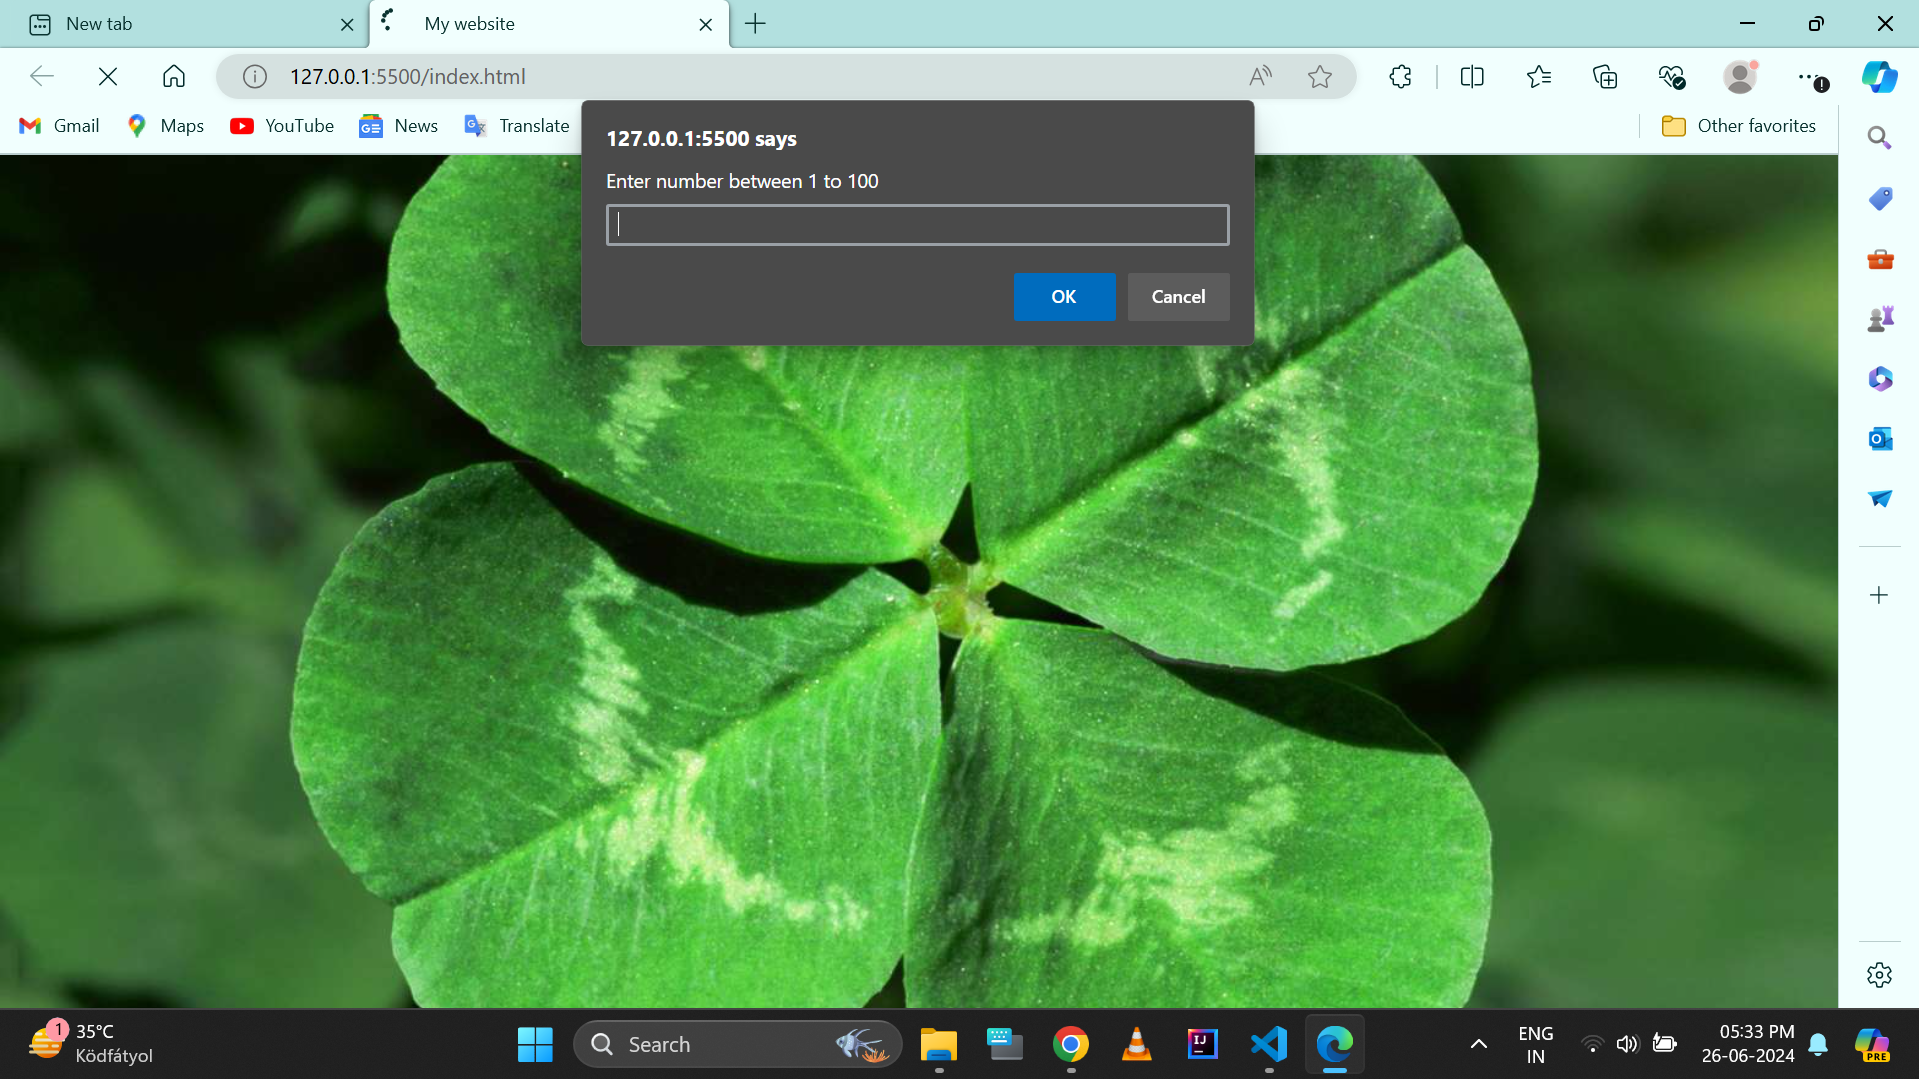 New tab
My website
127.0.0.1:5500/index.html
Gmail
Maps
YouTube
News
Translate
Other favorites
127.0.0.1:5500 says
Enter number between 1 to 100
OK
Cancel
1
35°C
Ködfátyol
Search
ENG
IN
05:33 PM
26-06-2024
PRE